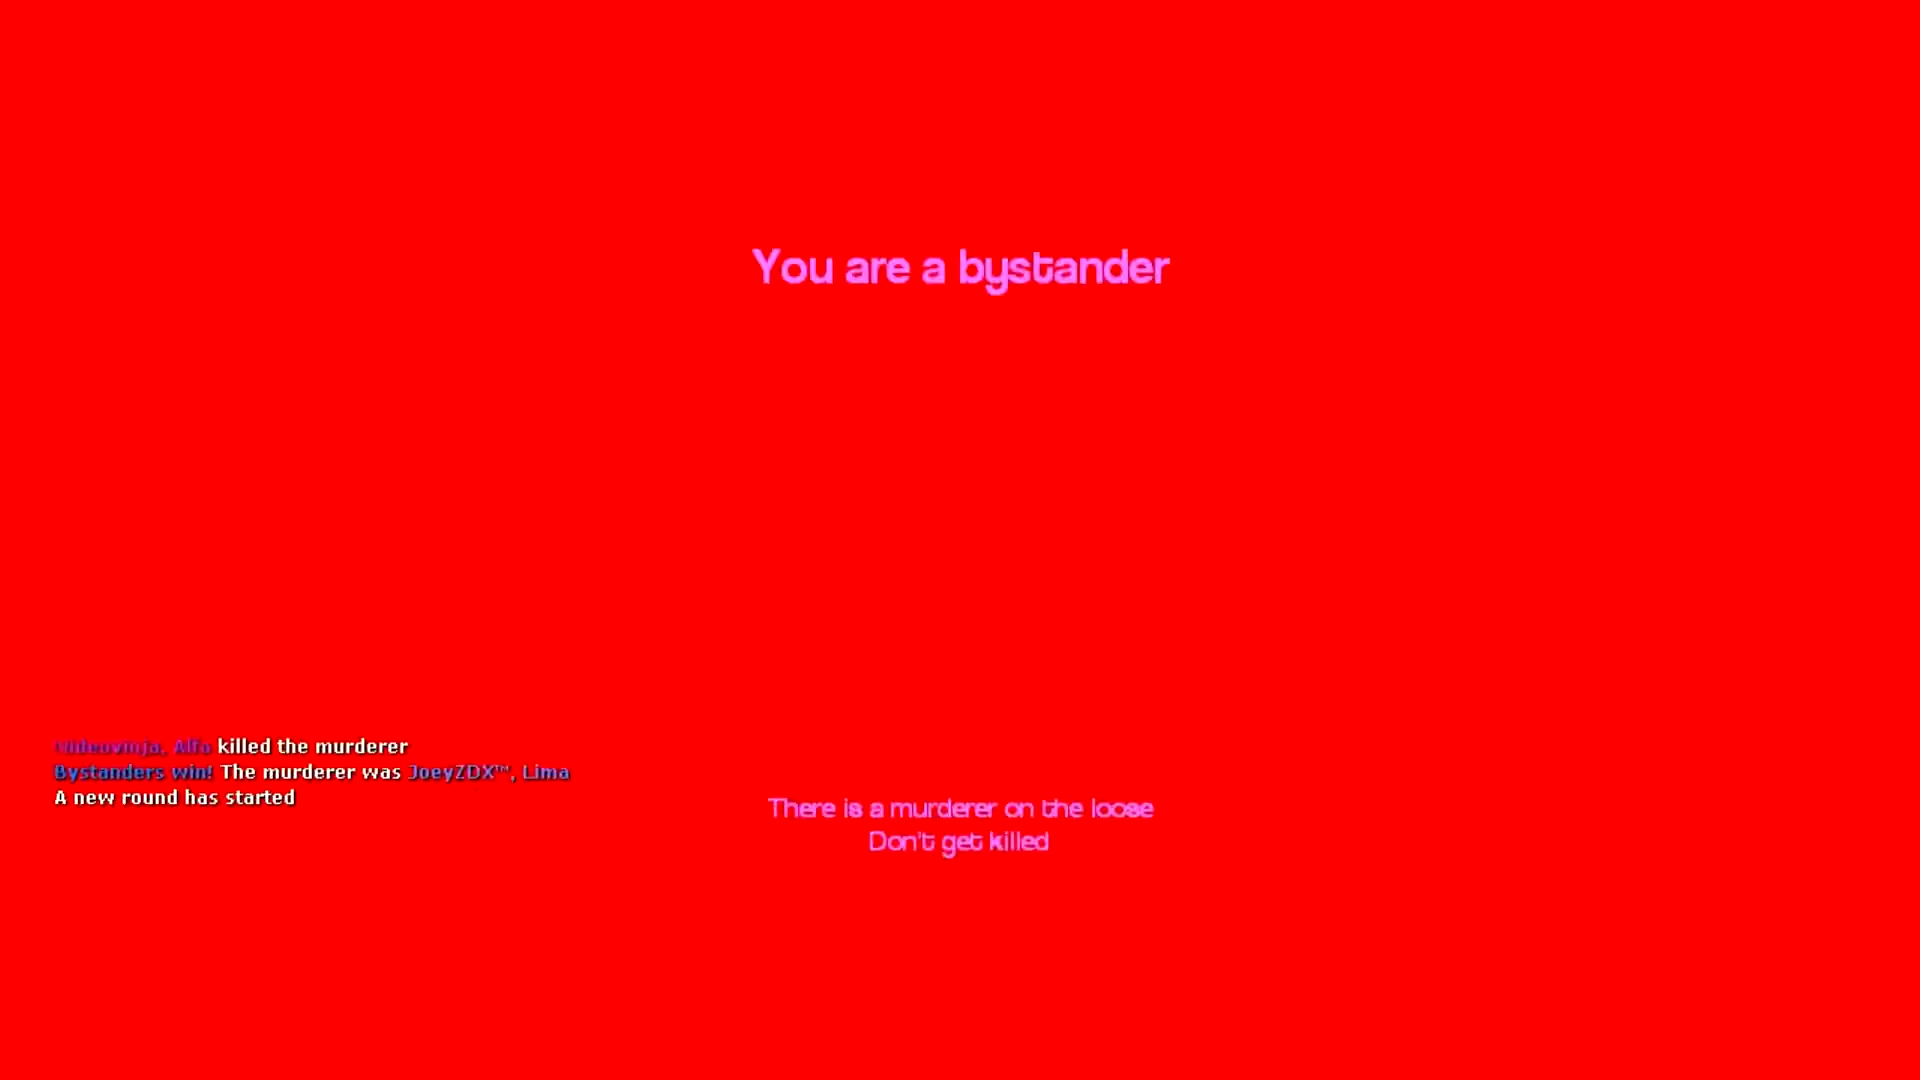 You are a bystander
Alfa killed the murderer
Bystanders win! The murderer was JoeyZDX™, Lima
A new round has started
There is a murderer on the loose
Don't get killed